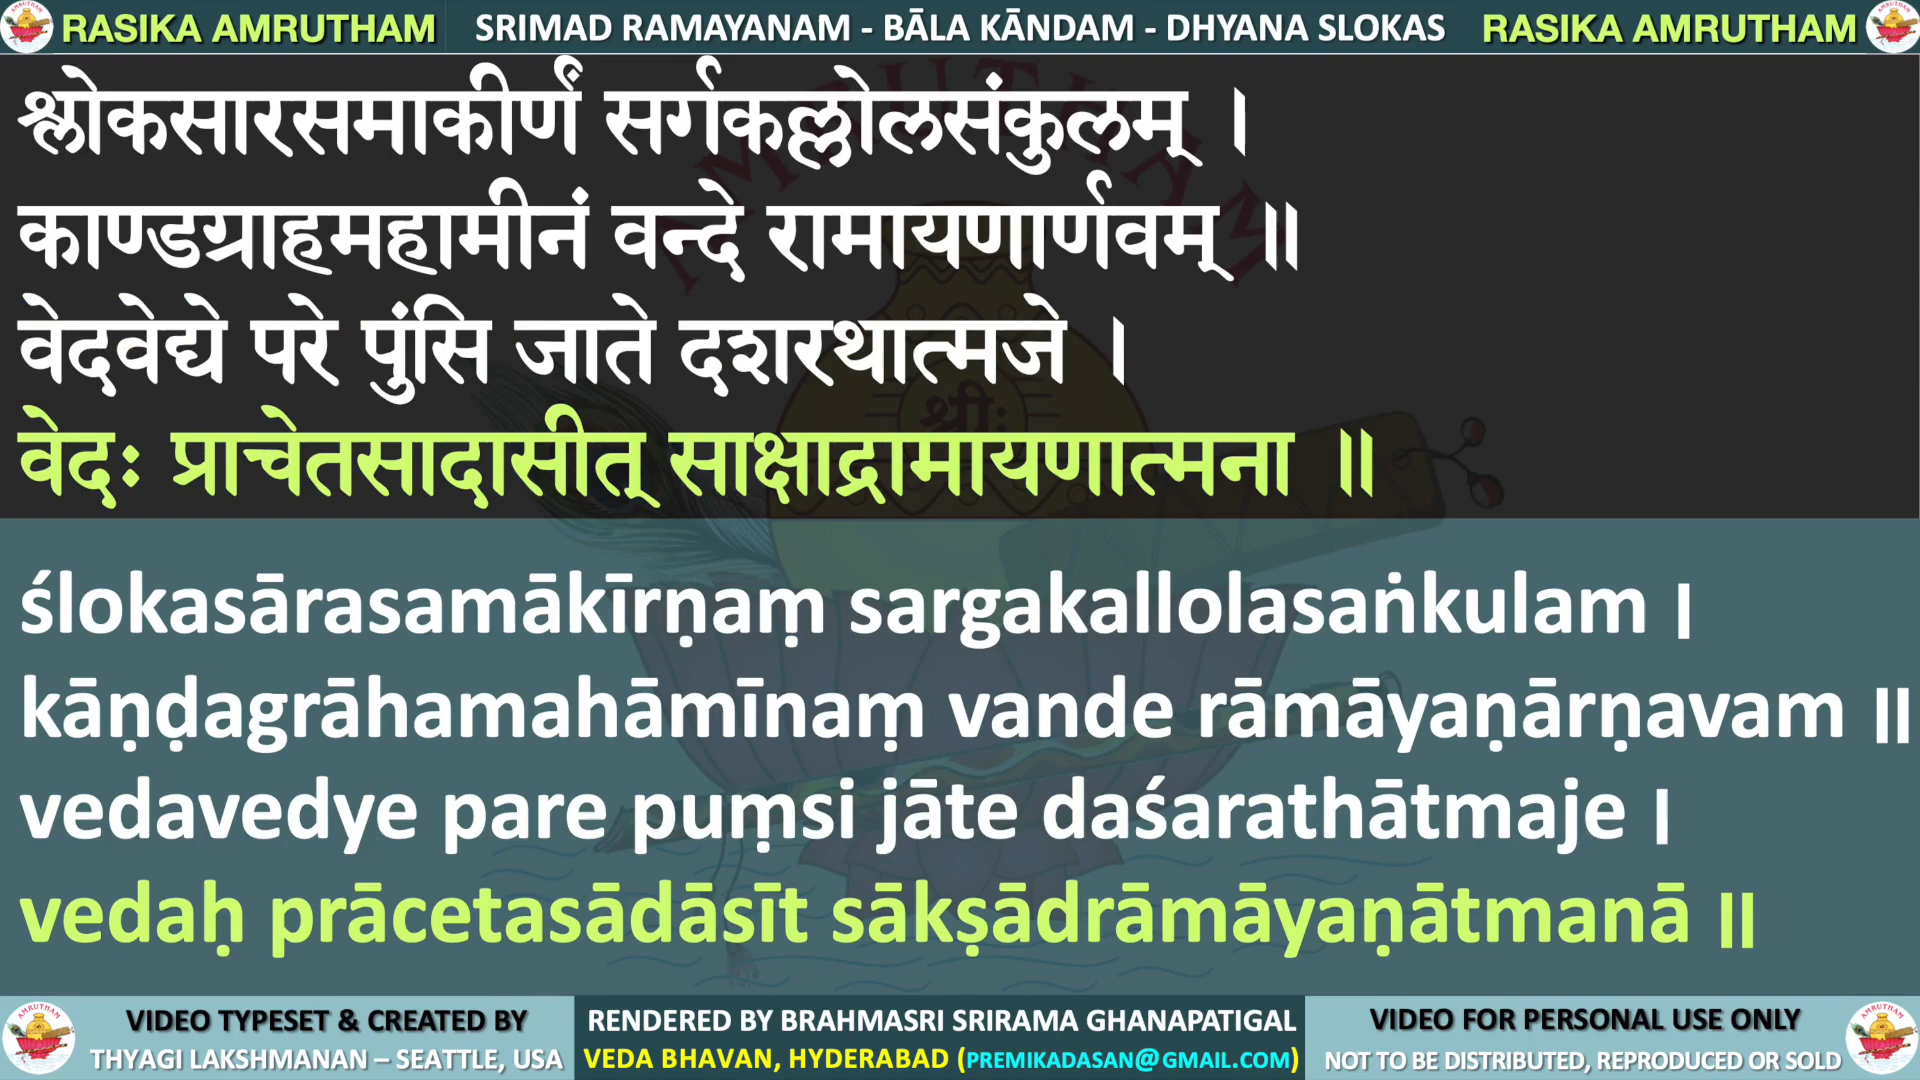 RASIKA AMRUTHAM SRIMAD RAMAYANAM - BĀLA KĀNDAM - DHYANA SLOKAS RASIKA AMRUTHAM
श्लोकसारसमाकीर्णं सर्गकल्लोलसंकुलम् ।
काण्डग्राहमहामीनं वन्दे रामायणार्णवम् ॥
वेदवेद्ये परे पुंसि जाते दशरथात्मजे ।
वेदः प्राचेतसादासीत् साक्षाद्रामायणात्मना ॥
श्रीः
ślokasārasamākīrṇaṃ sargakallolasaṅkulam ।
kāṇḍagrāhamahāmīnaṃ vande rāmāyaṇārṇavam ॥
vedavedye pare puṃsi jāte daśarathātmaje ।
vedaḥ prācetasādāsīt sākṣādrāmāyaṇātmanā ॥
VIDEO TYPESET & CREATED BY RENDERED BY BRAHMASRI SRIRAMA GHANAPATIGAL VIDEO FOR PERSONAL USE ONLY
THYAGI LAKSHMANAN – SEATTLE, USA VEDA BHAVAN, HYDERABAD (PREMIKADASAN@GMAIL.COM) NOT TO BE DISTRIBUTED, REPRODUCED OR SOLD